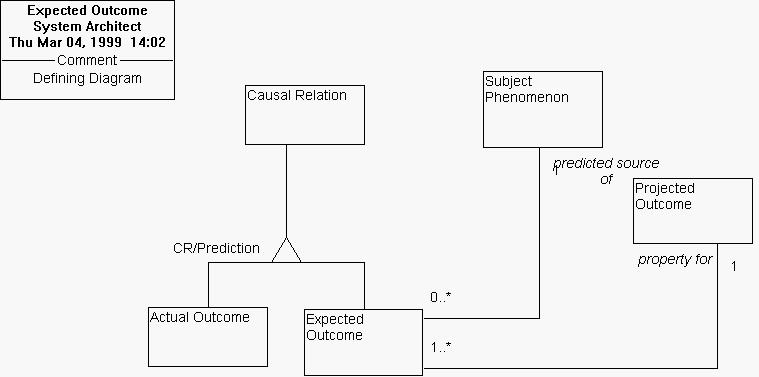 Expected Outcome
System Architect
Thu Mar 04, 1999 14:02
Comment
Defining Diagram
Causal Relation
Subject
Phenomenon
predicted source
of
1
Projected
Outcome
property for
1
CR/Prediction
0..*
Actual Outcome
Expected
Outcome
1..*